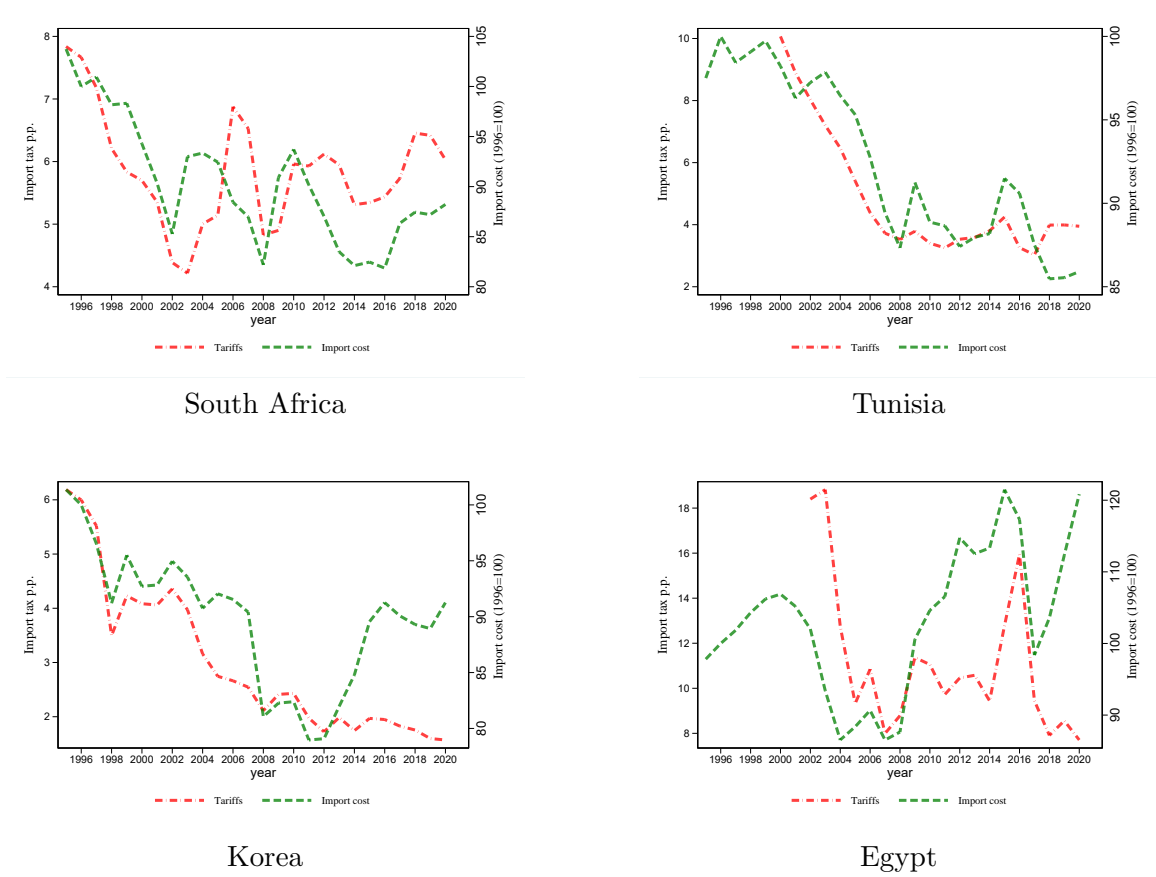 8
7
6
5
4
Import tax p.p.
105
100
95
90
85
80
Import cost (1996=100)
1996 1998 2000 2002 2004 2006 2008 2010 2012 2014 2016 2018 2020
year
Tariffs Import cost
South Africa
10
8
6
4
2
Import tax p.p.
100
95
90
85
Import cost (1996=100)
1996 1998 2000 2002 2004 2006 2008 2010 2012 2014 2016 2018 2020
year
Tariffs Import cost
Tunisia
6
5
4
3
2
Import tax p.p.
100
95
90
85
80
Import cost (1996=100)
1996 1998 2000 2002 2004 2006 2008 2010 2012 2014 2016 2018 2020
year
Tariffs Import cost
Korea
18
16
14
12
10
8
Import tax p.p.
120
110
100
90
Import cost (1996=100)
1996 1998 2000 2002 2004 2006 2008 2010 2012 2014 2016 2018 2020
year
Tariffs Import cost
Egypt